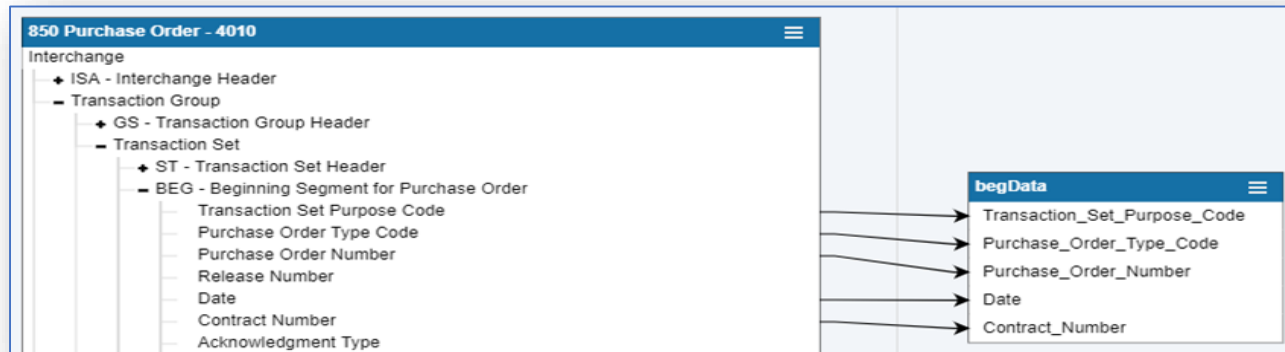 850 Purchase Order - 4010
Interchange
ISA - Interchange Header
Transaction Group
GS - Transaction Group Header
Transaction Set
ST - Transaction Set Header
BEG - Beginning Segment for Purchase Order
Transaction Set Purpose Code
Purchase Order Type Code
Purchase Order Number
Release Number
Date
Contract Number
Acknowledgment Type
begData
Transaction_Set_Purpose_Code
Purchase_Order_Type_Code
Purchase_Order_Number
Date
Contract_Number